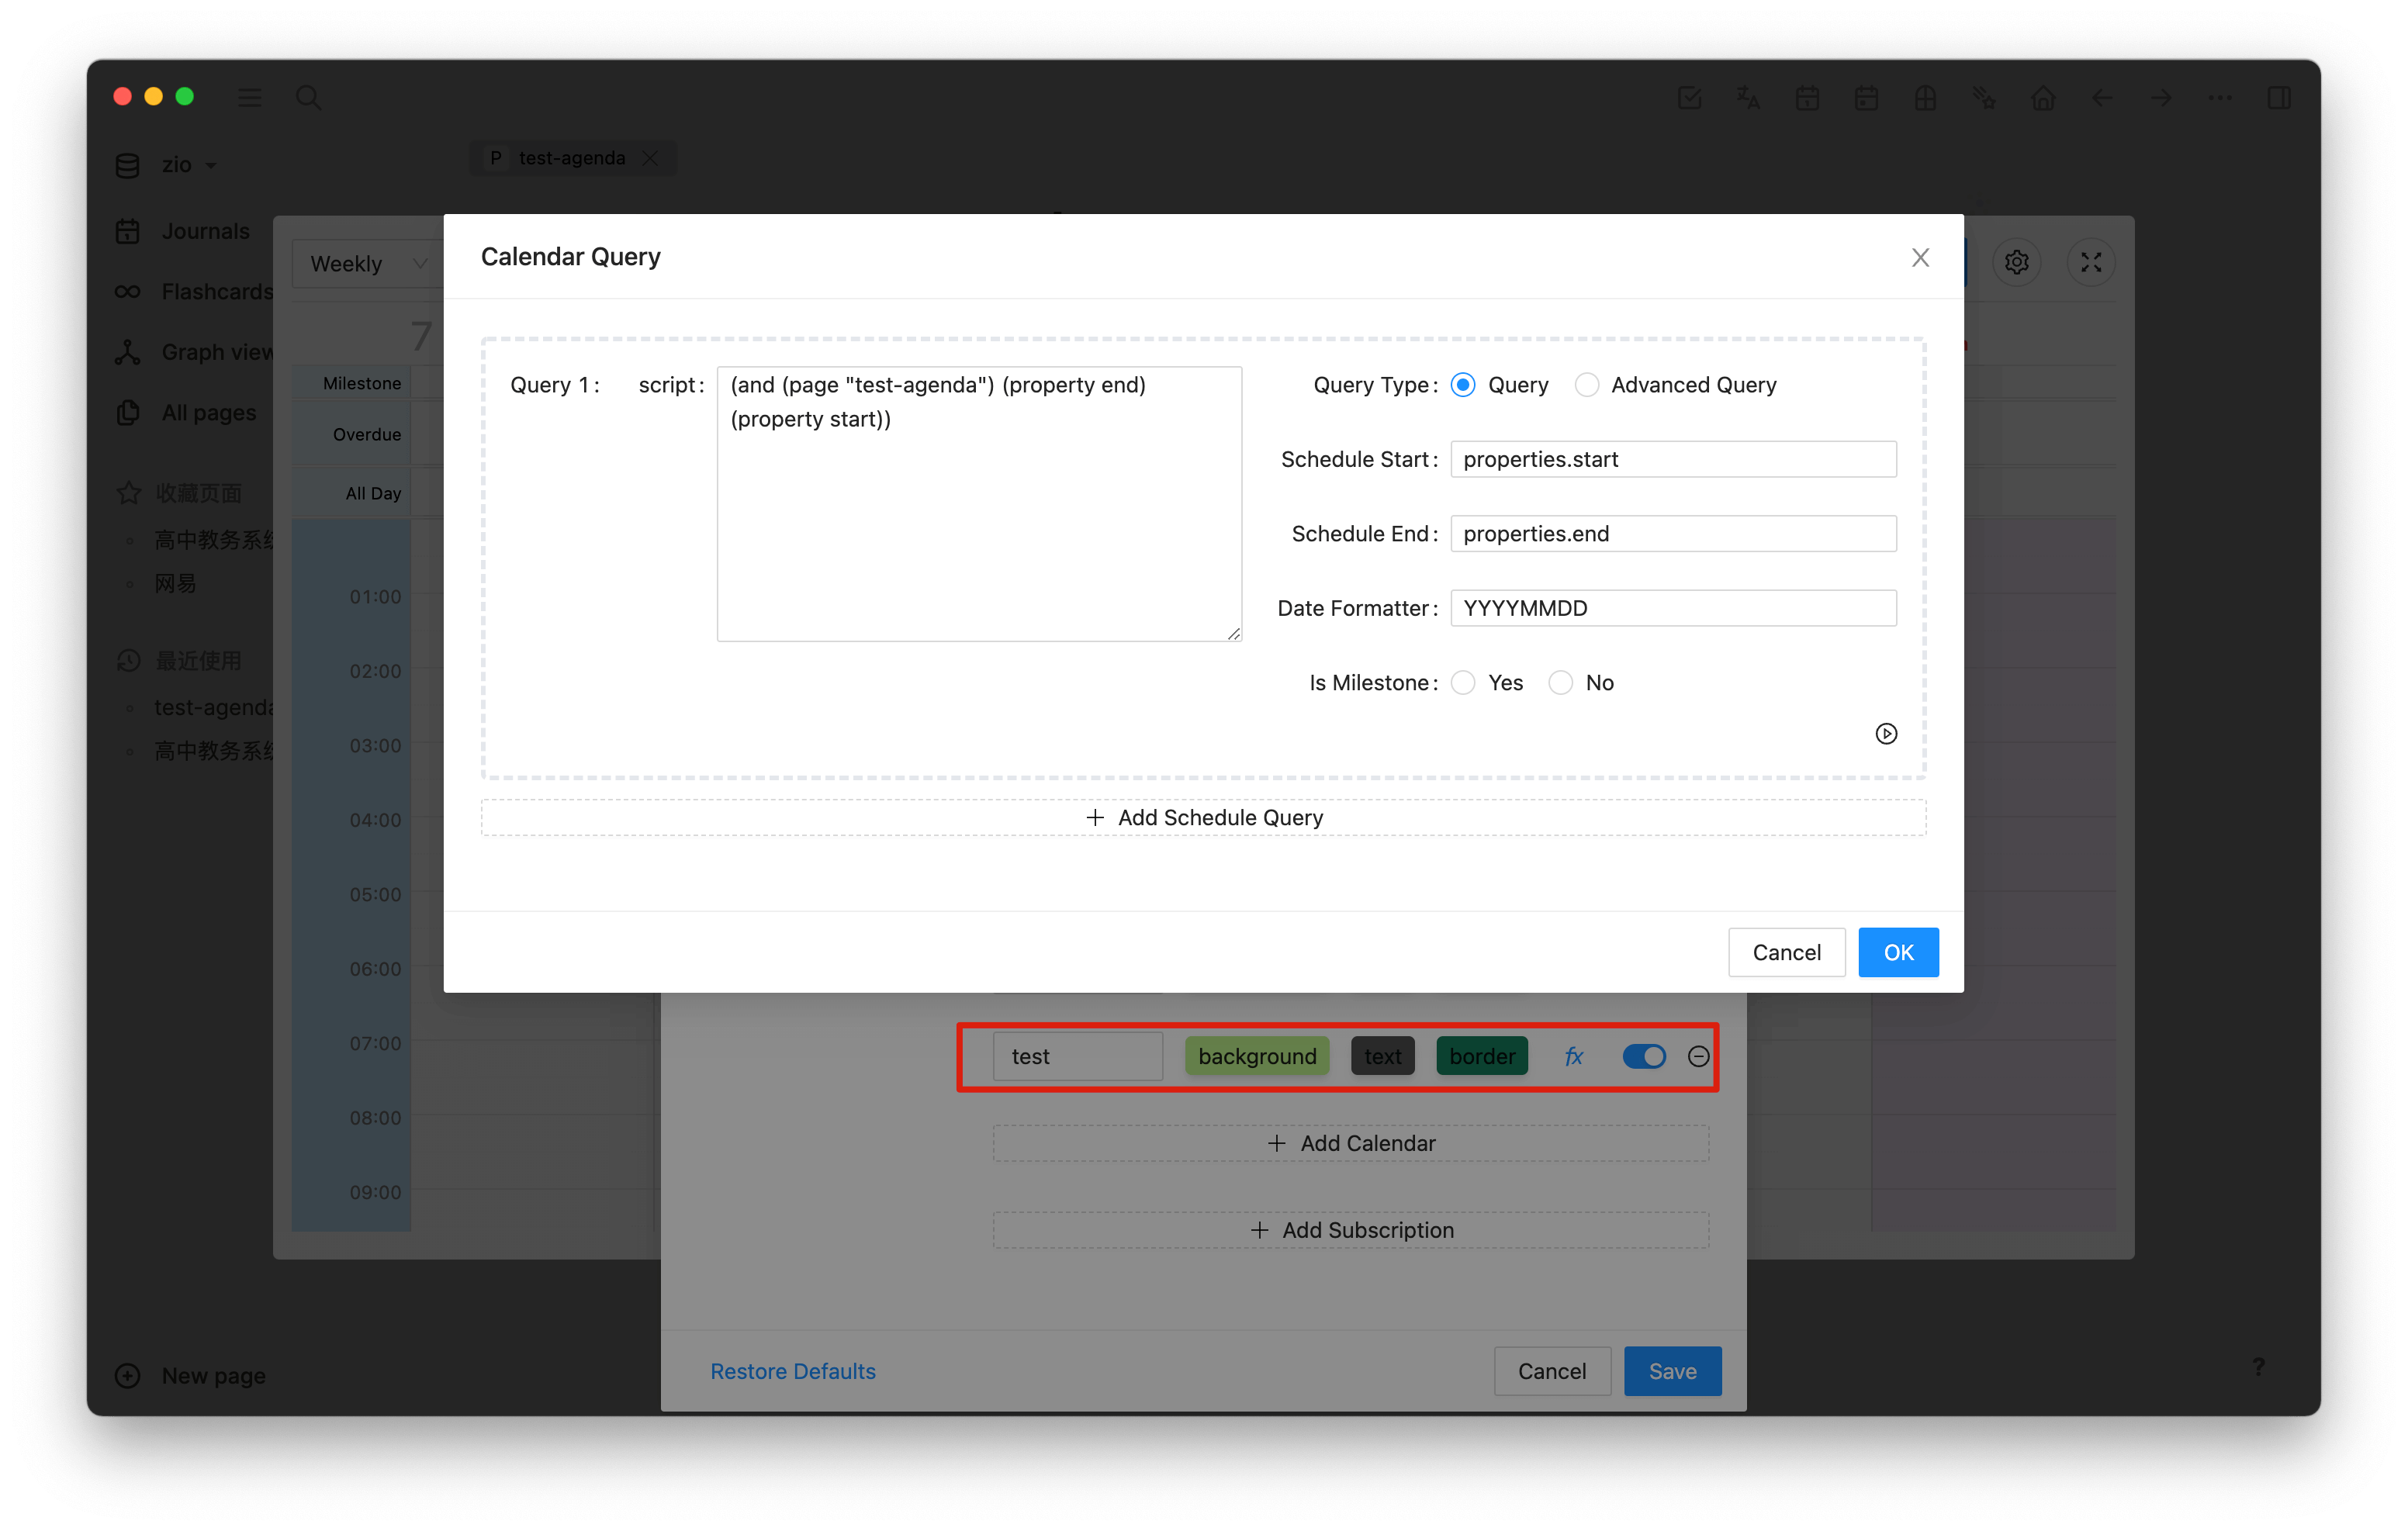 zio
P test-agenda
Journals
Flashcards
Graph view
All pages
收藏页面
高中教务系统
网易
最近使用
test-agenda
高中教务系统
New page
Weekly
7
Milestone
Overdue
All Day
01:00
02:00
03:00
04:00
05:00
06:00
07:00
08:00
09:00
Calendar Query
Query 1: script:
(and (page "test-agenda") (property end)
(property start))
Query Type: Query Advanced Query
Schedule Start: properties.start
Schedule End: properties.end
Date Formatter: YYYYMMDD
Is Milestone: Yes No
+ Add Schedule Query
Cancel OK
test background text border fx
+ Add Calendar
+ Add Subscription
Restore Defaults Cancel Save
?